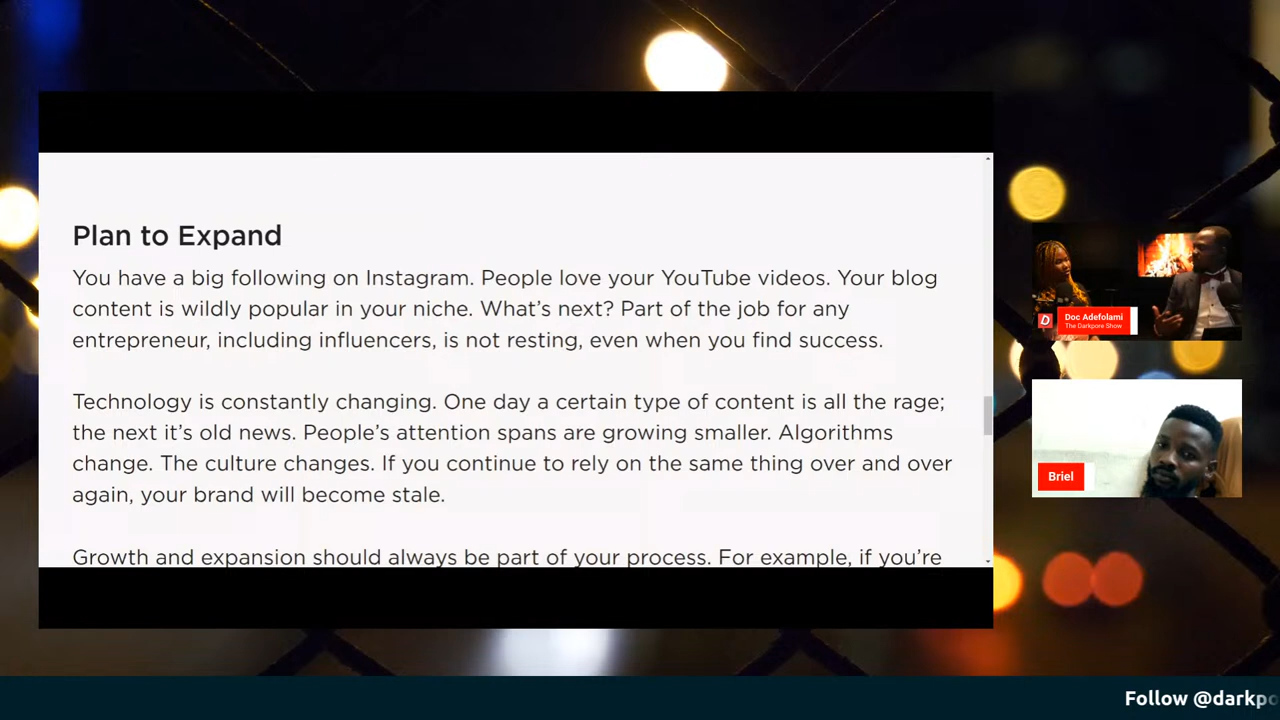 Plan to Expand
You have a big following on Instagram. People love your YouTube videos. Your blog
content is wildly popular in your niche. What’s next? Part of the job for any
entrepreneur, including influencers, is not resting, even when you find success.
Technology is constantly changing. One day a certain type of content is all the rage;
the next it’s old news. People’s attention spans are growing smaller. Algorithms
change. The culture changes. If you continue to rely on the same thing over and over
again, your brand will become stale.
Growth and expansion should always be part of your process. For example, if you’re
D
Doc Adefolami
The Darkpore Show
Briel
Follow @darkpo